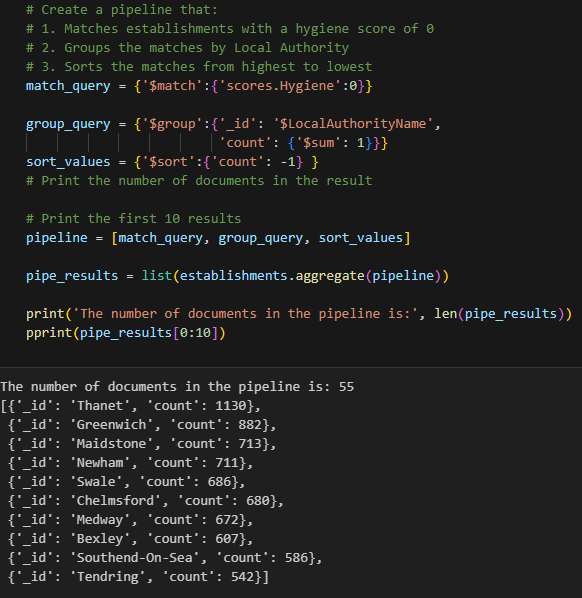 # Create a pipeline that:
# 1. Matches establishments with a hygiene score of 0
# 2. Groups the matches by Local Authority
# 3. Sorts the matches from highest to lowest
match_query = {'$match':{'scores.Hygiene':0}}
group_query = {'$group':{'_id': '$LocalAuthorityName',
'count': {'$sum': 1}}}
sort_values = {'$sort':{'count': -1} }
# Print the number of documents in the result
# Print the first 10 results
pipeline = [match_query, group_query, sort_values]
pipe_results = list(establishments.aggregate(pipeline))
print('The number of documents in the pipeline is:', len(pipe_results))
pprint(pipe_results[0:10])
The number of documents in the pipeline is: 55
[{'_id': 'Thanet', 'count': 1130},
{'_id': 'Greenwich', 'count': 882},
{'_id': 'Maidstone', 'count': 713},
{'_id': 'Newham', 'count': 711},
{'_id': 'Swale', 'count': 686},
{'_id': 'Chelmsford', 'count': 680},
{'_id': 'Medway', 'count': 672},
{'_id': 'Bexley', 'count': 607},
{'_id': 'Southend-On-Sea', 'count': 586},
{'_id': 'Tendring', 'count': 542}]